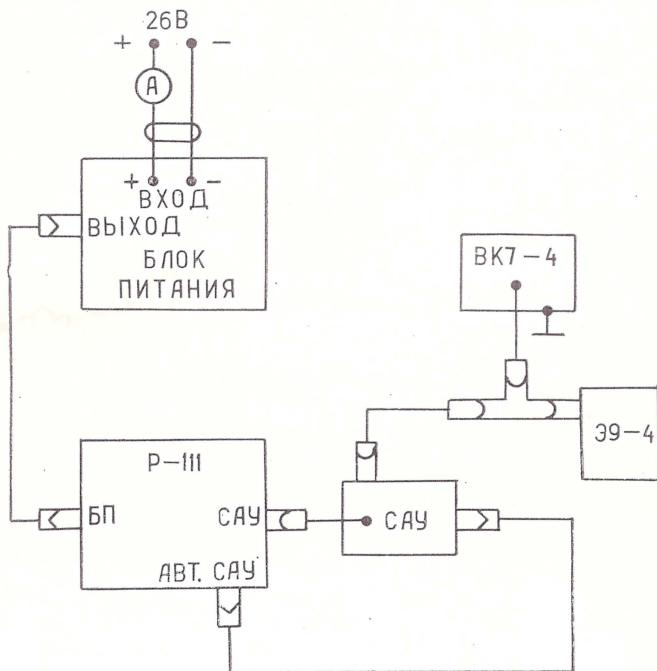 26В
+ −
А
+ −
ВХОД
ВЫХОД
БЛОК
ПИТАНИЯ
ВК7–4
Э9–4
Р–111
БП САУ
САУ
АВТ. САУ